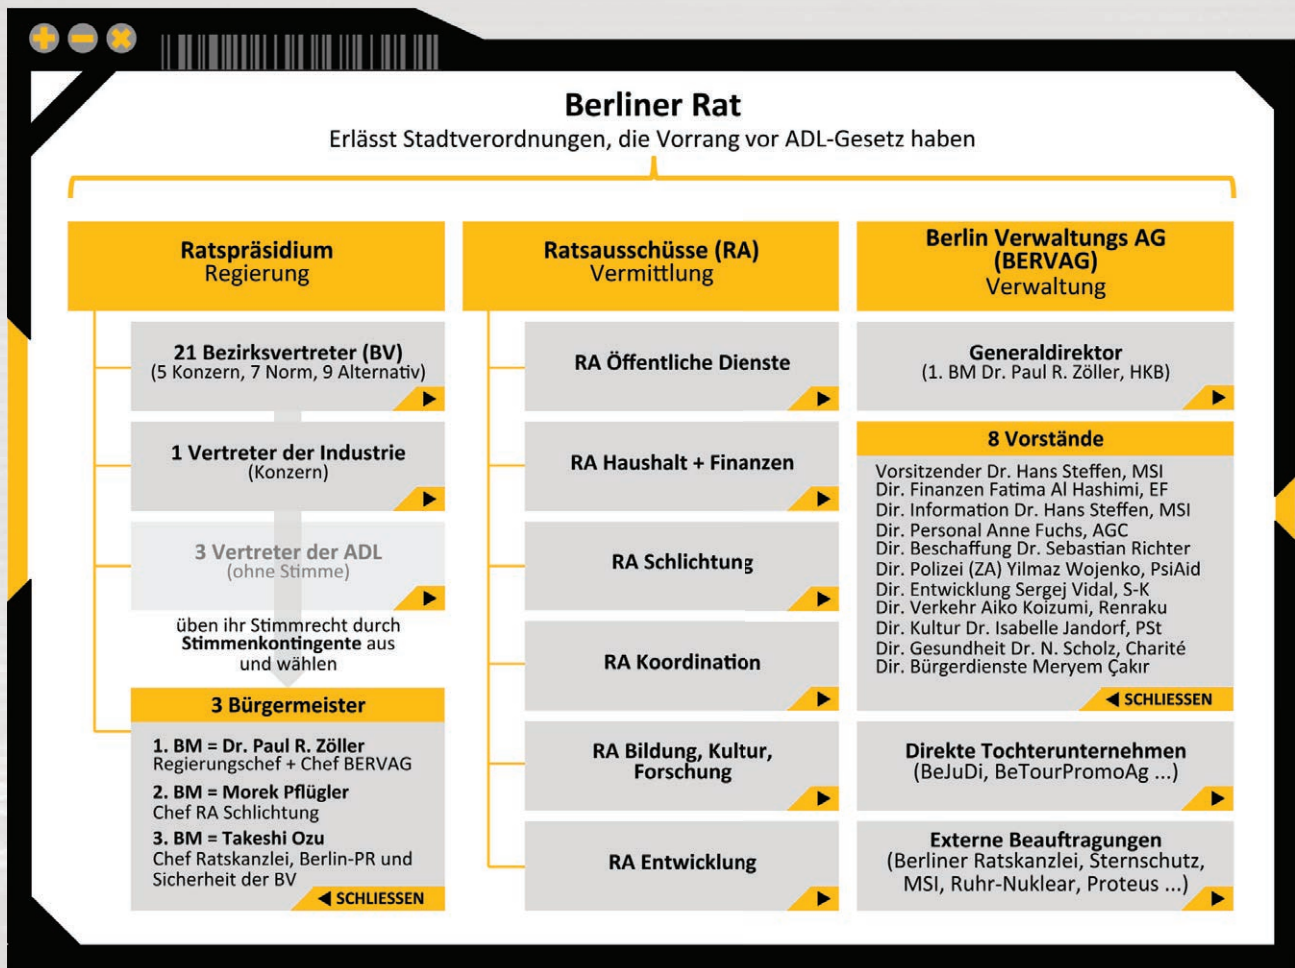 Berliner Rat
Erlässt Stadtverordnungen, die Vorrang vor ADL-Gesetz haben
Ratspräsidium
Regierung
21 Bezirksvertreter (BV)
(5 Konzern, 7 Norm, 9 Alternativ)
1 Vertreter der Industrie
(Konzern)
3 Vertreter der ADL
(ohne Stimme)
üben ihr Stimmrecht durch
Stimmenkontingente aus
und wählen
3 Bürgermeister
1. BM = Dr. Paul R. Zöller
Regierungschef + Chef BERVAG
2. BM = Morek Pflügler
Chef RA Schlichtung
3. BM = Takeshi Ozu
Chef Ratskanzlei, Berlin-PR und
Sicherheit der BV
SCHLIESSEN
Ratsausschüsse (RA)
Vermittlung
RA Öffentliche Dienste
RA Haushalt + Finanzen
RA Schlichtung
RA Koordination
RA Bildung, Kultur,
Forschung
RA Entwicklung
Berlin Verwaltungs AG
(BERVAG)
Verwaltung
Generaldirektor
(1. BM Dr. Paul R. Zöller, HKB)
8 Vorstände
Vorsitzender Dr. Hans Steffen, MSI
Dir. Finanzen Fatima Al Hashimi, EF
Dir. Information Dr. Hans Steffen, MSI
Dir. Personal Anne Fuchs, AGC
Dir. Beschaffung Dr. Sebastian Richter
Dir. Polizei (ZA) Yilmaz Wojenko, PsiAid
Dir. Entwicklung Sergej Vidal, S-K
Dir. Verkehr Aiko Koizumi, Renraku
Dir. Kultur Dr. Isabelle Jandorf, PSt
Dir. Gesundheit Dr. N. Scholz, Charité
Dir. Bürgerdienste Meryem Çakır
SCHLIESSEN
Direkte Tochterunternehmen
(BeJuDi, BeTourPromoAg ...)
Externe Beauftragungen
(Berliner Ratskanzlei, Sternschutz,
MSI, Ruhr-Nuklear, Proteus ...)